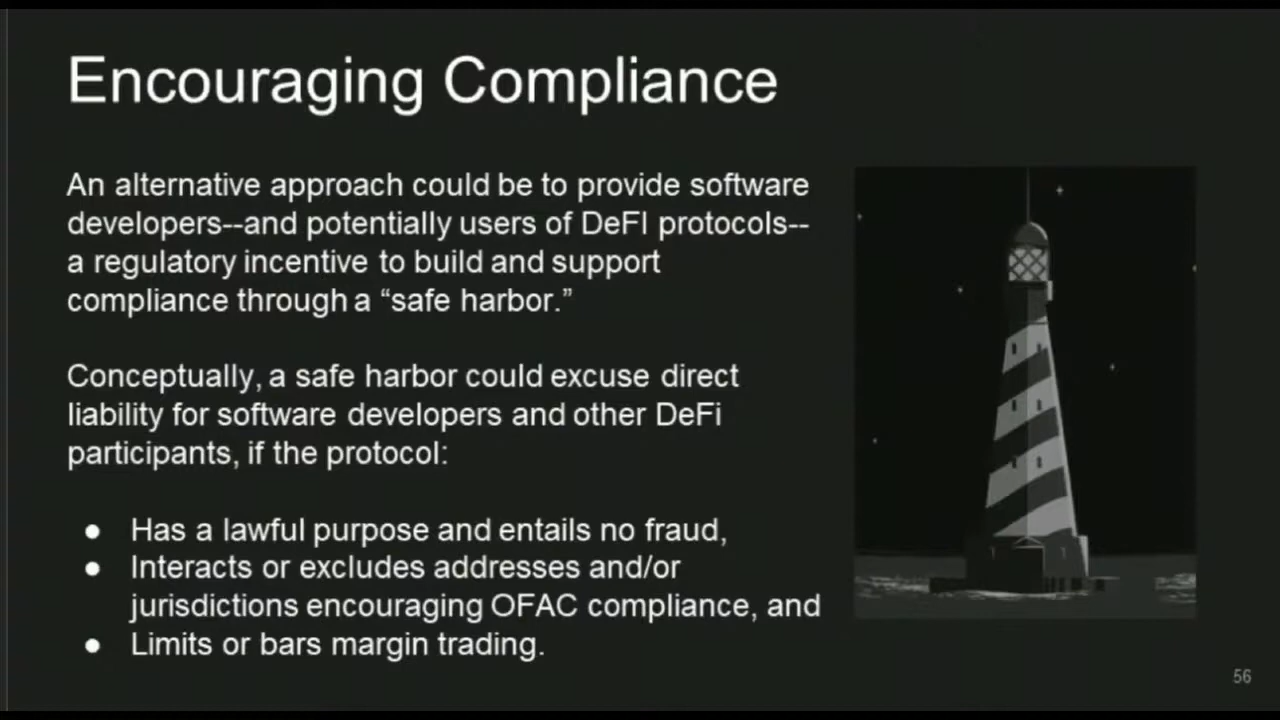 Encouraging Compliance
An alternative approach could be to provide software
developers--and potentially users of DeFI protocols--
a regulatory incentive to build and support
compliance through a “safe harbor.”
Conceptually, a safe harbor could excuse direct
liability for software developers and other DeFi
participants, if the protocol:
● Has a lawful purpose and entails no fraud,
● Interacts or excludes addresses and/or
jurisdictions encouraging OFAC compliance, and
● Limits or bars margin trading.
56